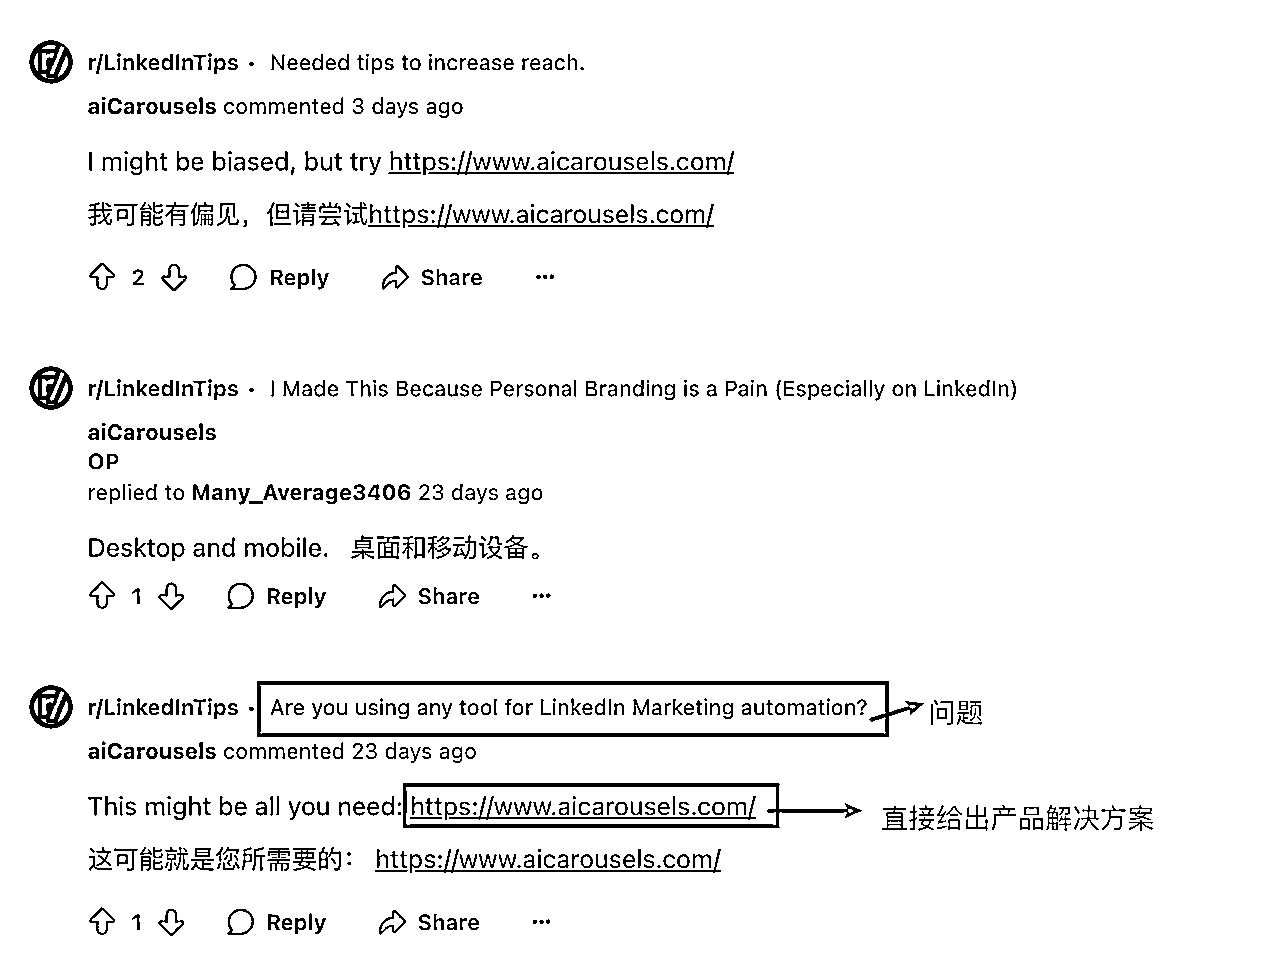 r/LinkedInTips • Needed tips to increase reach.
aiCarousels commented 3 days ago
I might be biased, but try https://www.aicarousels.com/
我可能有偏见，但请尝试https://www.aicarousels.com/
2 Reply Share ...
r/LinkedInTips • I Made This Because Personal Branding is a Pain (Especially on LinkedIn)
aiCarousels
OP
replied to Many_Average3406 23 days ago
Desktop and mobile. 桌面和移动设备。
1 Reply Share ...
r/LinkedInTips • Are you using any tool for LinkedIn Marketing automation? 问题
aiCarousels commented 23 days ago
This might be all you need: https://www.aicarousels.com/ 直接给出产品解决方案
这可能就是您所需要的： https://www.aicarousels.com/
1 Reply Share ...